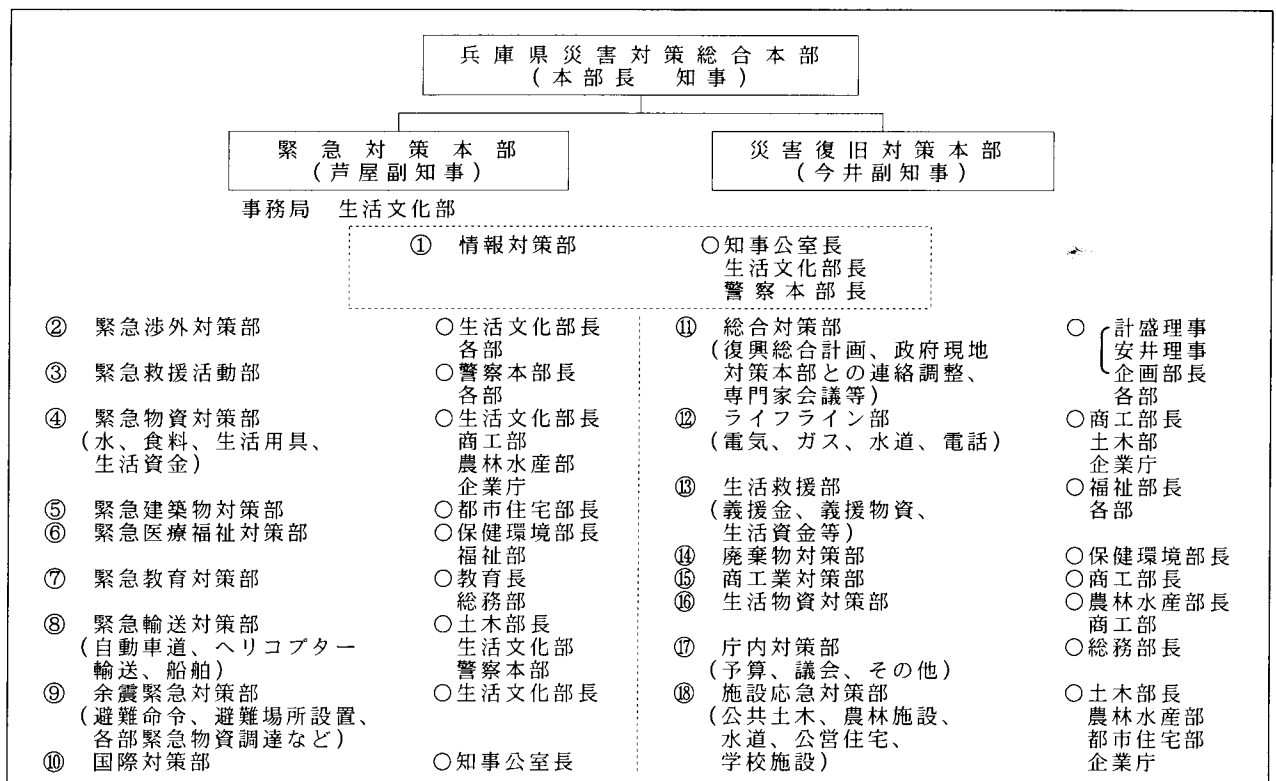 兵庫県災害対策総合本部
(本部長 知事)
緊急対策本部
(芦屋副知事)
災害復旧対策本部
(今井副知事)
事務局 生活文化部
① 情報対策部 ○知事公室長
生活文化部長
警察本部長
② 緊急渉外対策部 ○生活文化部長
各部
③ 緊急救援活動部 ○警察本部長
各部
④ 緊急物資対策部 ○生活文化部長
(水、食料、生活用具、 商工部
生活資金) 農林水産部
企業庁
⑤ 緊急建築物対策部 ○都市住宅部長
⑥ 緊急医療福祉対策部 ○保健環境部長
福祉部
⑦ 緊急教育対策部 ○教育長
総務部
⑧ 緊急輸送対策部 ○土木部長
(自動車道、ヘリコプター 生活文化部
輸送、船舶) 警察本部
⑨ 余震緊急対策部 ○生活文化部長
(避難命令、避難場所設置、
各部緊急物資調達など)
⑩ 国際対策部 ○知事公室長
⑪ 総合対策部 ○ 計盛理事
(復興総合計画、政府現地 安井理事
対策本部との連絡調整、 企画部長
専門家会議等) 各部
⑫ ライフライン部 ○商工部長
(電気、ガス、水道、電話) 土木部
企業庁
⑬ 生活救援部 ○福祉部長
(義援金、義援物資、 各部
生活資金等)
⑭ 廃棄物対策部 ○保健環境部長
⑮ 商工業対策部 ○商工部長
⑯ 生活物資対策部 ○農林水産部長
商工部
⑰ 庁内対策部 ○総務部長
(予算、議会、その他)
⑱ 施設応急対策部 ○土木部長
(公共土木、農林施設、 農林水産部
水道、公営住宅、 都市住宅部
学校施設) 企業庁